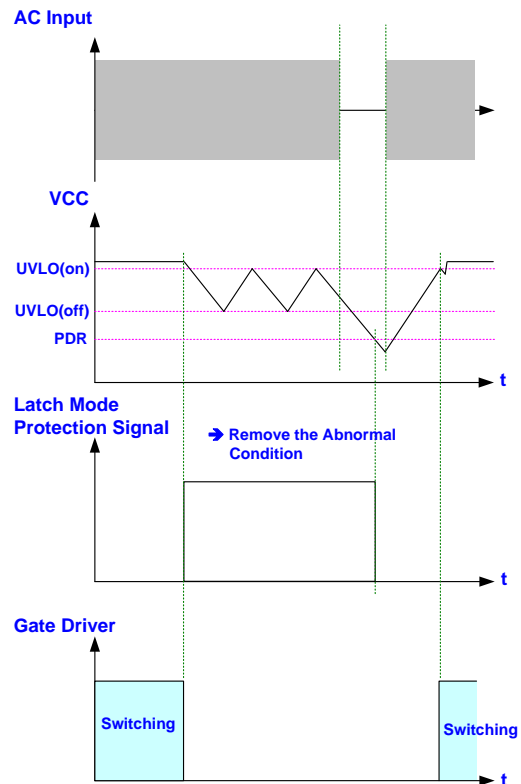 AC Input
VCC
UVLO(on)
UVLO(off)
PDR
t
Latch Mode
Protection Signal
➔ Remove the Abnormal
Condition
t
Gate Driver
Switching
Switching
t